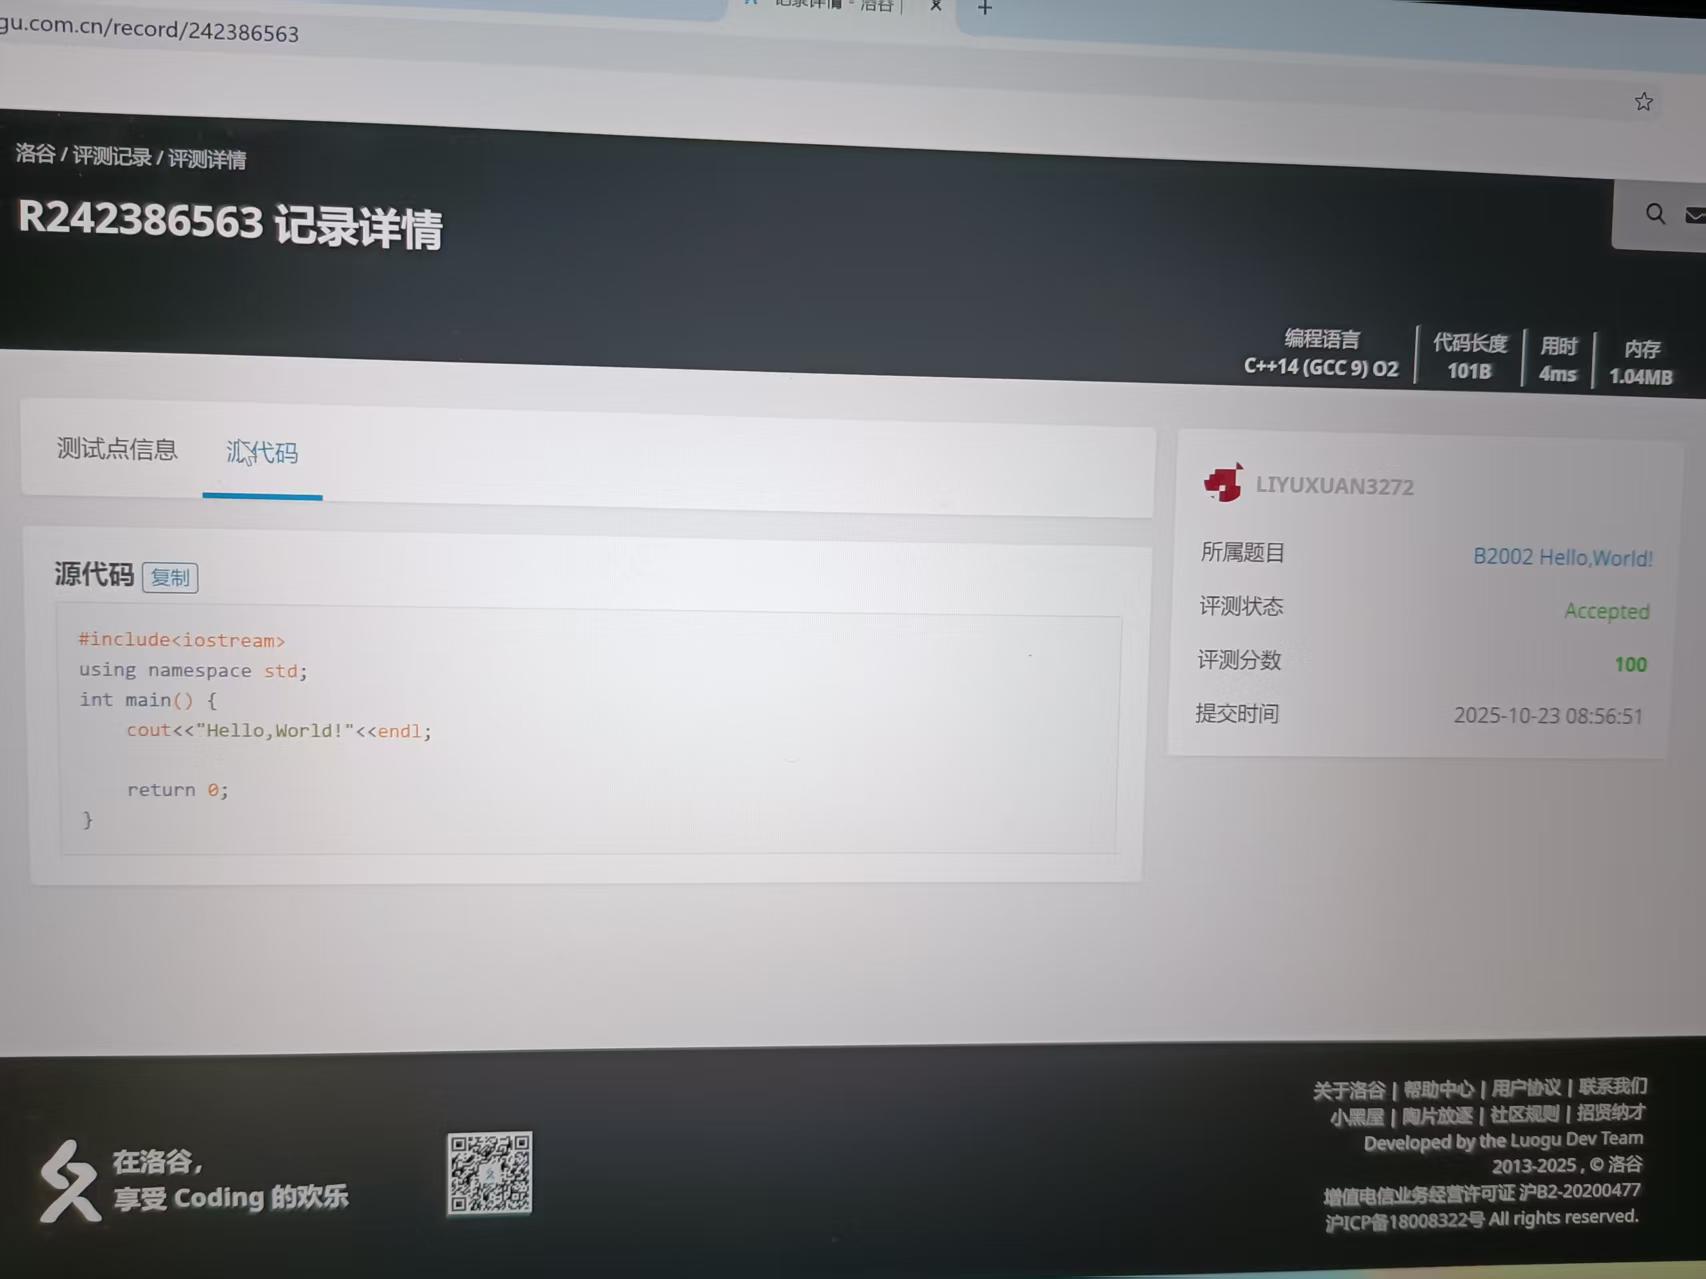 gu.com.cn/record/242386563
记录详情 - 洛谷 |
洛谷 / 评测记录 / 评测详情
R242386563 记录详情
编程语言
C++14 (GCC 9) O2
代码长度
101B
用时
4ms
内存
1.04MB
测试点信息
源代码
源代码 复制
#include<iostream>
using namespace std;
int main() {
    cout<<"Hello,World!"<<endl;
    return 0;
}
LIYUXUAN3272
所属题目 B2002 Hello,World!
评测状态 Accepted
评测分数 100
提交时间 2025-10-23 08:56:51
在洛谷,
享受 Coding 的欢乐
关于洛谷 | 帮助中心 | 用户协议 | 联系我们
小黑屋 | 陶片放逐 | 社区规则 | 招贤纳才
Developed by the Luogu Dev Team
2013-2025 , © 洛谷
增值电信业务经营许可证 沪B2-20200477
沪ICP备18008322号 All rights reserved.